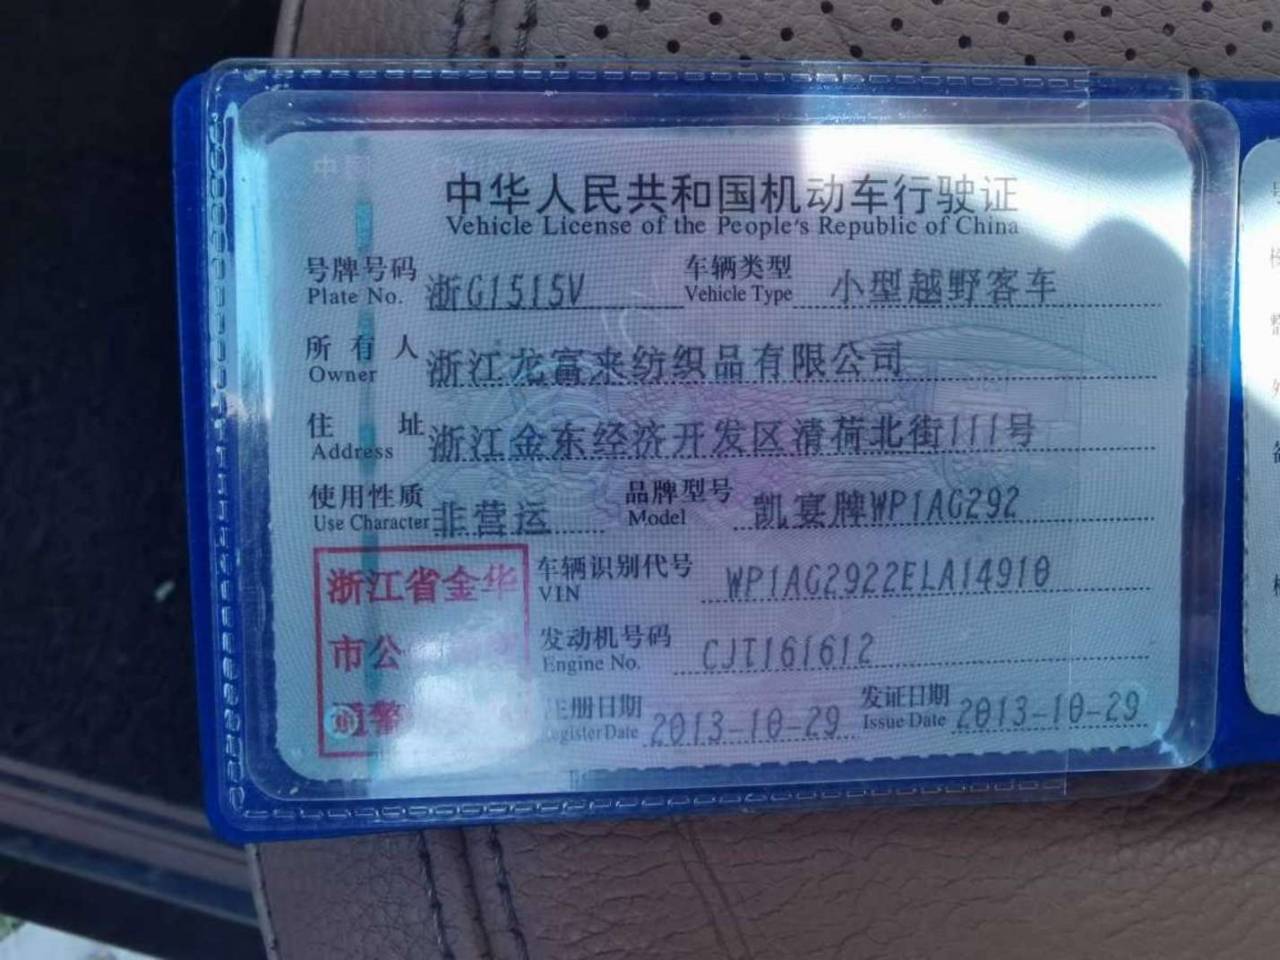 中华人民共和国机动车行驶证
Vehicle License of the People's Republic of China
号牌号码 浙G1515V 车辆类型 小型越野客车
Plate No. Vehicle Type
所有人 浙江龙富来纺织品有限公司
Owner
住址 浙江金东经济开发区清荷北街111号
Address
使用性质 非营运 品牌型号 凯宴牌WP1AG292
Use Character Model
浙江省金华
市公
通警
车辆识别代号 WP1AG2922ELA14910
VIN
发动机号码 CJT161612
Engine No.
注册日期 2013-10-29 发证日期 2013-10-29
Register Date Issue Date